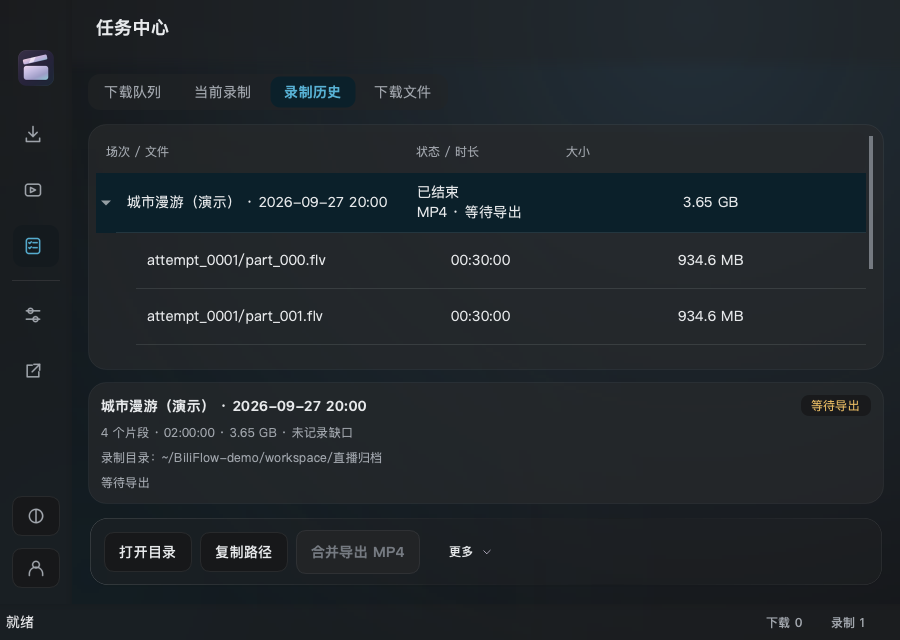 任务中心
下载队列 当前录制 录制历史 下载文件
场次 / 文件 状态 / 时长 大小
城市漫游（演示） · 2026-09-27 20:00 已结束 3.65 GB
MP4 · 等待导出
attempt_0001/part_000.flv 00:30:00 934.6 MB
attempt_0001/part_001.flv 00:30:00 934.6 MB
城市漫游（演示） · 2026-09-27 20:00 等待导出
4 个片段 · 02:00:00 · 3.65 GB · 未记录缺口
录制目录：~/BiliFlow-demo/workspace/直播归档
等待导出
打开目录 复制路径 合并导出 MP4 更多
就绪 下载 0 录制 1